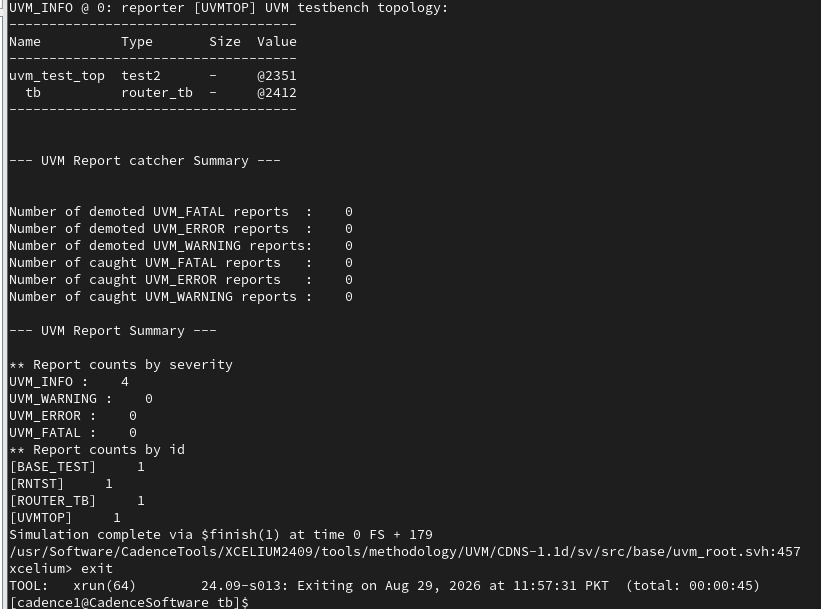 UVM_INFO @ 0: reporter [UVMTOP] UVM testbench topology:
------------------------------------
Name          Type       Size  Value
------------------------------------
uvm_test_top  test2      -     @2351
  tb          router_tb  -     @2412
------------------------------------
--- UVM Report catcher Summary ---
Number of demoted UVM_FATAL reports  :    0
Number of demoted UVM_ERROR reports  :    0
Number of demoted UVM_WARNING reports:    0
Number of caught UVM_FATAL reports   :    0
Number of caught UVM_ERROR reports   :    0
Number of caught UVM_WARNING reports :    0
--- UVM Report Summary ---
** Report counts by severity
UVM_INFO :    4
UVM_WARNING :    0
UVM_ERROR :    0
UVM_FATAL :    0
** Report counts by id
[BASE_TEST]     1
[RNTST]     1
[ROUTER_TB]     1
[UVMTOP]     1
Simulation complete via $finish(1) at time 0 FS + 179
/usr/Software/CadenceTools/XCELIUM2409/tools/methodology/UVM/CDNS-1.1d/sv/src/base/uvm_root.svh:457
xcelium> exit
TOOL:	xrun(64)	24.09-s013: Exiting on Aug 29, 2026 at 11:57:31 PKT  (total: 00:00:45)
[cadence1@CadenceSoftware tb]$